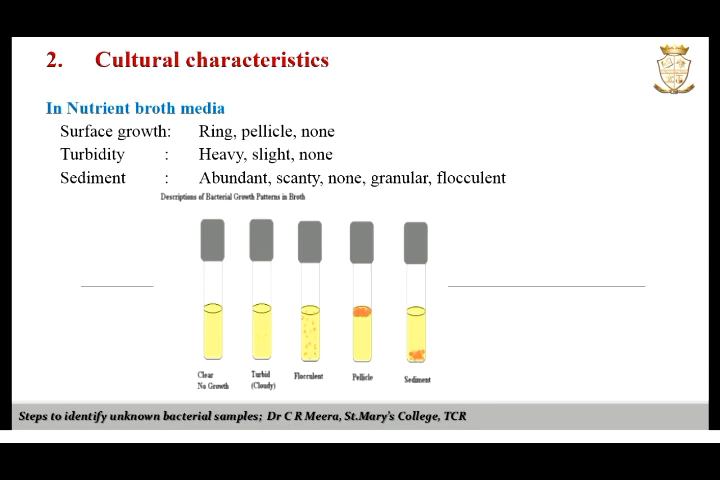 2. Cultural characteristics
In Nutrient broth media
Surface growth: Ring, pellicle, none
Turbidity : Heavy, slight, none
Sediment : Abundant, scanty, none, granular, flocculent
Descriptions of Bacterial Growth Patterns in Broth
Clear
No Growth
Turbid
(Cloudy)
Flocculent
Pellicle
Sediment
Steps to identify unknown bacterial samples; Dr C R Meera, St.Mary's College, TCR